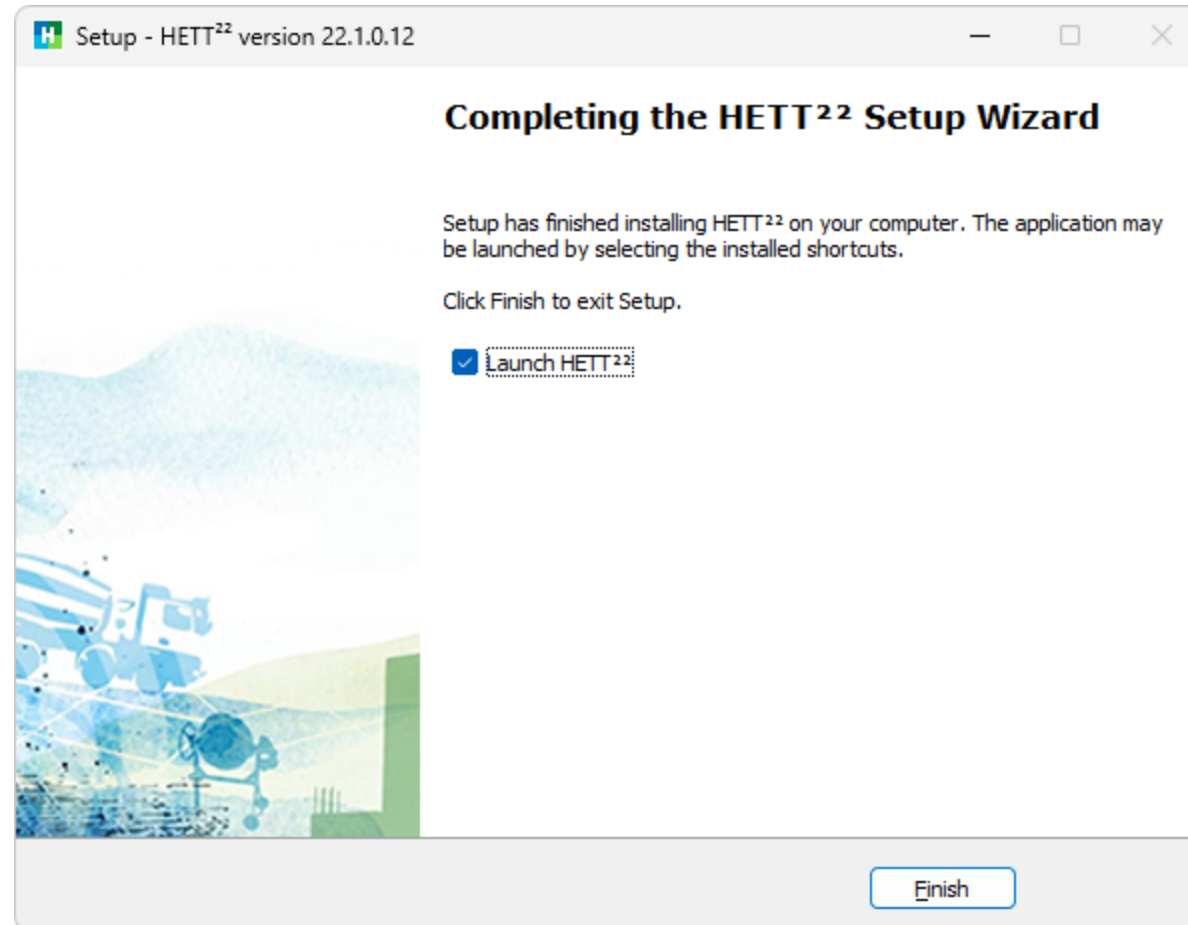 H Setup - HETT²² version 22.1.0.12
Completing the HETT²² Setup Wizard
Setup has finished installing HETT²² on your computer. The application may
be launched by selecting the installed shortcuts.
Click Finish to exit Setup.
Launch HETT²²
Finish